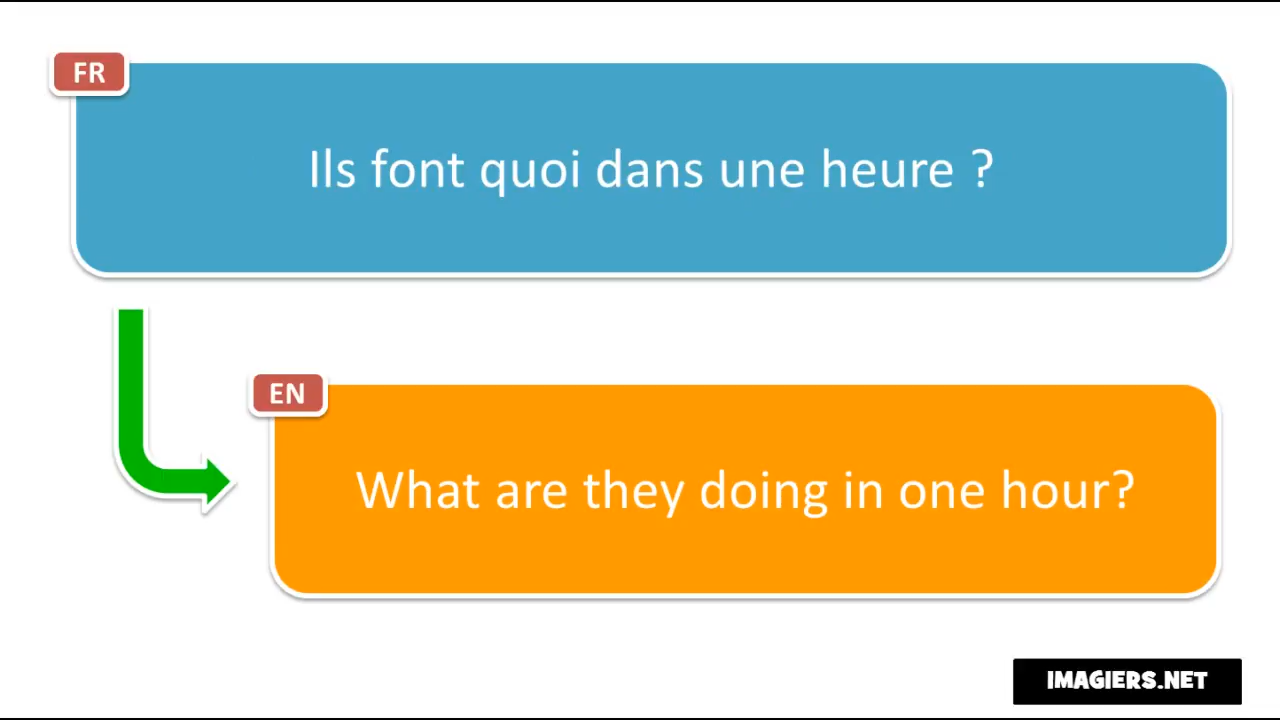 FR
Ils font quoi dans une heure ?
EN
What are they doing in one hour?
IMAGIERS.NET